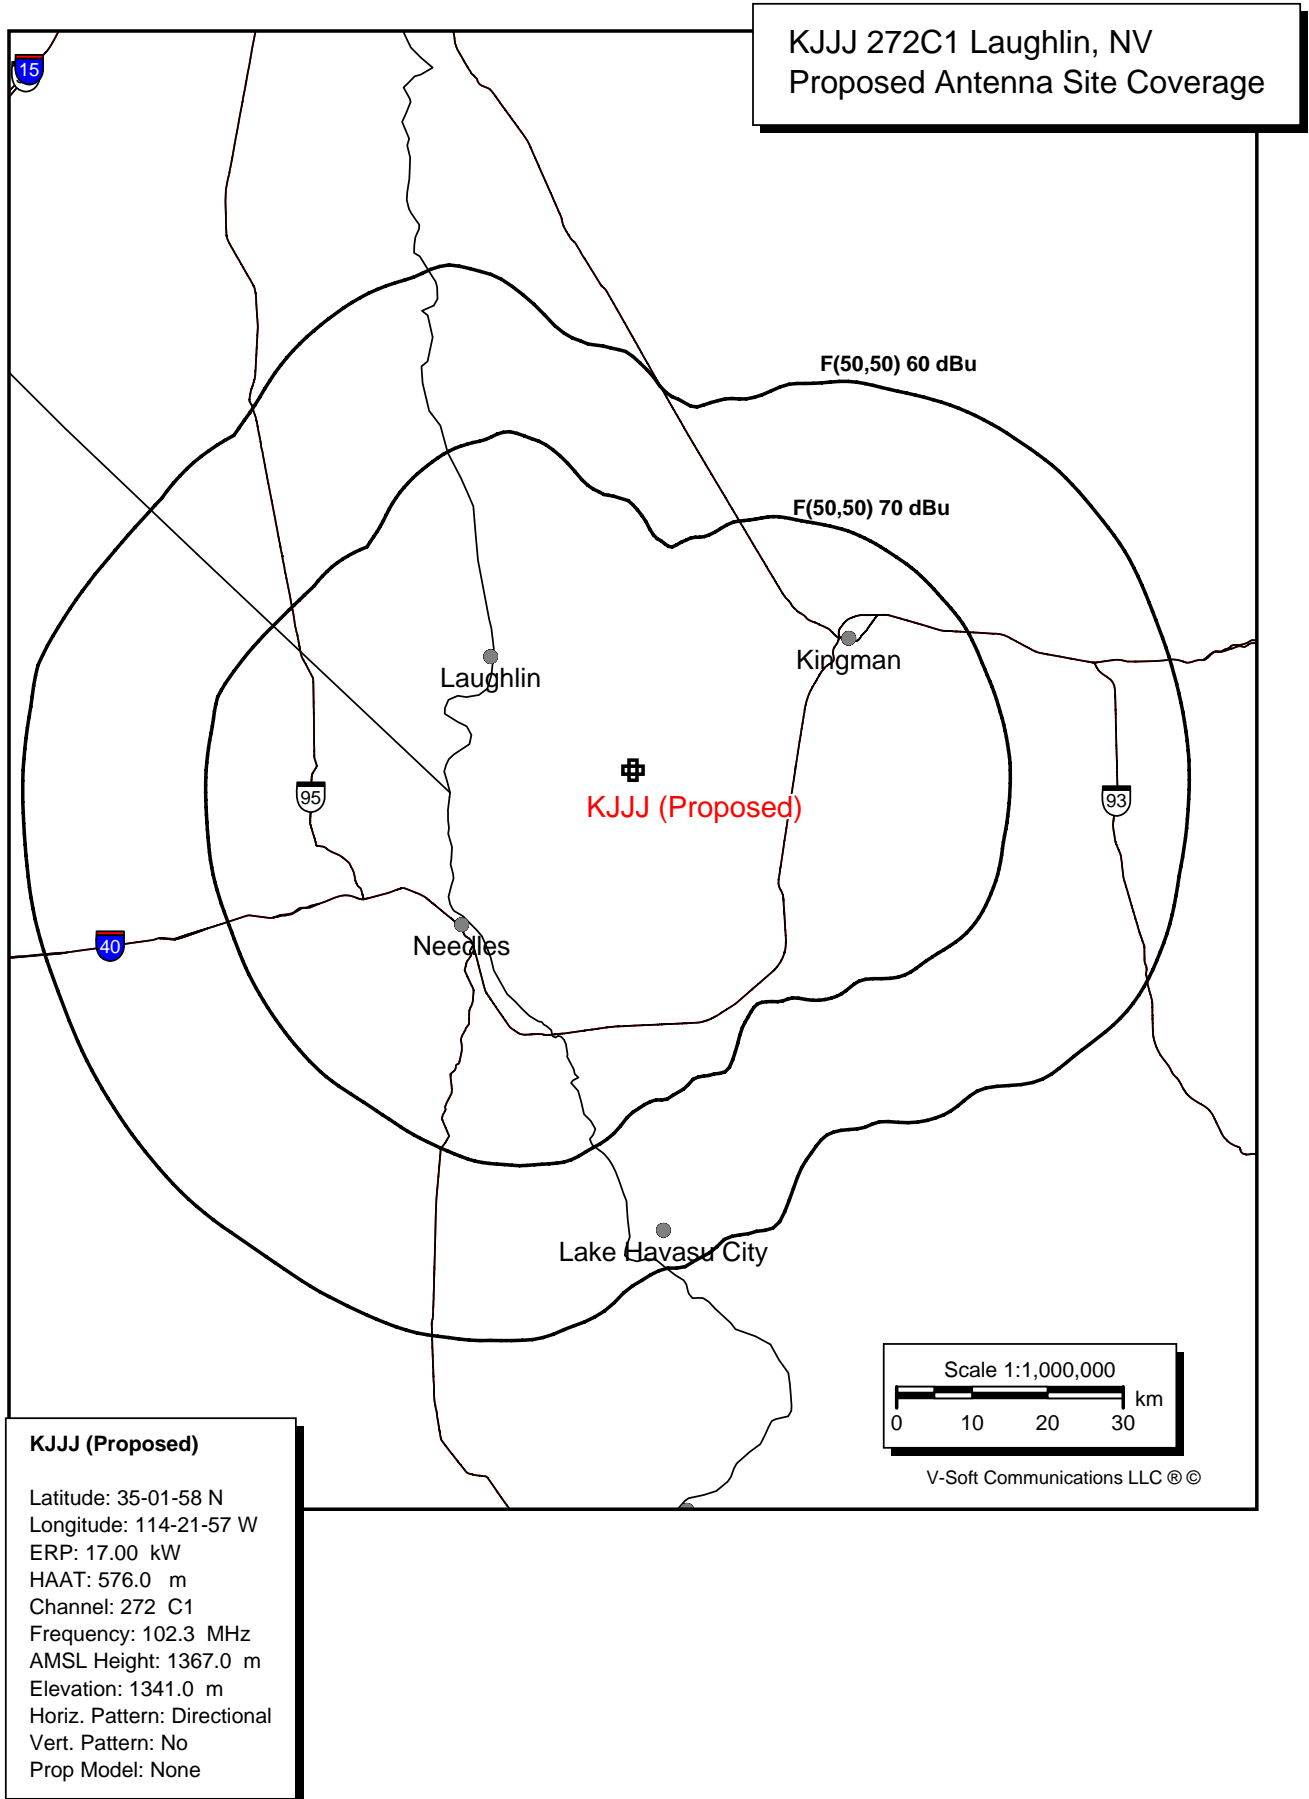 KJJJ 272C1 Laughlin, NV
Proposed Antenna Site Coverage
15
F(50,50) 60 dBu
F(50,50) 70 dBu
Kingman
Laughlin
95
KJJJ (Proposed)
93
40
Needles
Lake Havasu City
Scale 1:1,000,000
km
0 10 20 30
V-Soft Communications LLC ® ©
KJJJ (Proposed)
Latitude: 35-01-58 N
Longitude: 114-21-57 W
ERP: 17.00 kW
HAAT: 576.0 m
Channel: 272 C1
Frequency: 102.3 MHz
AMSL Height: 1367.0 m
Elevation: 1341.0 m
Horiz. Pattern: Directional
Vert. Pattern: No
Prop Model: None